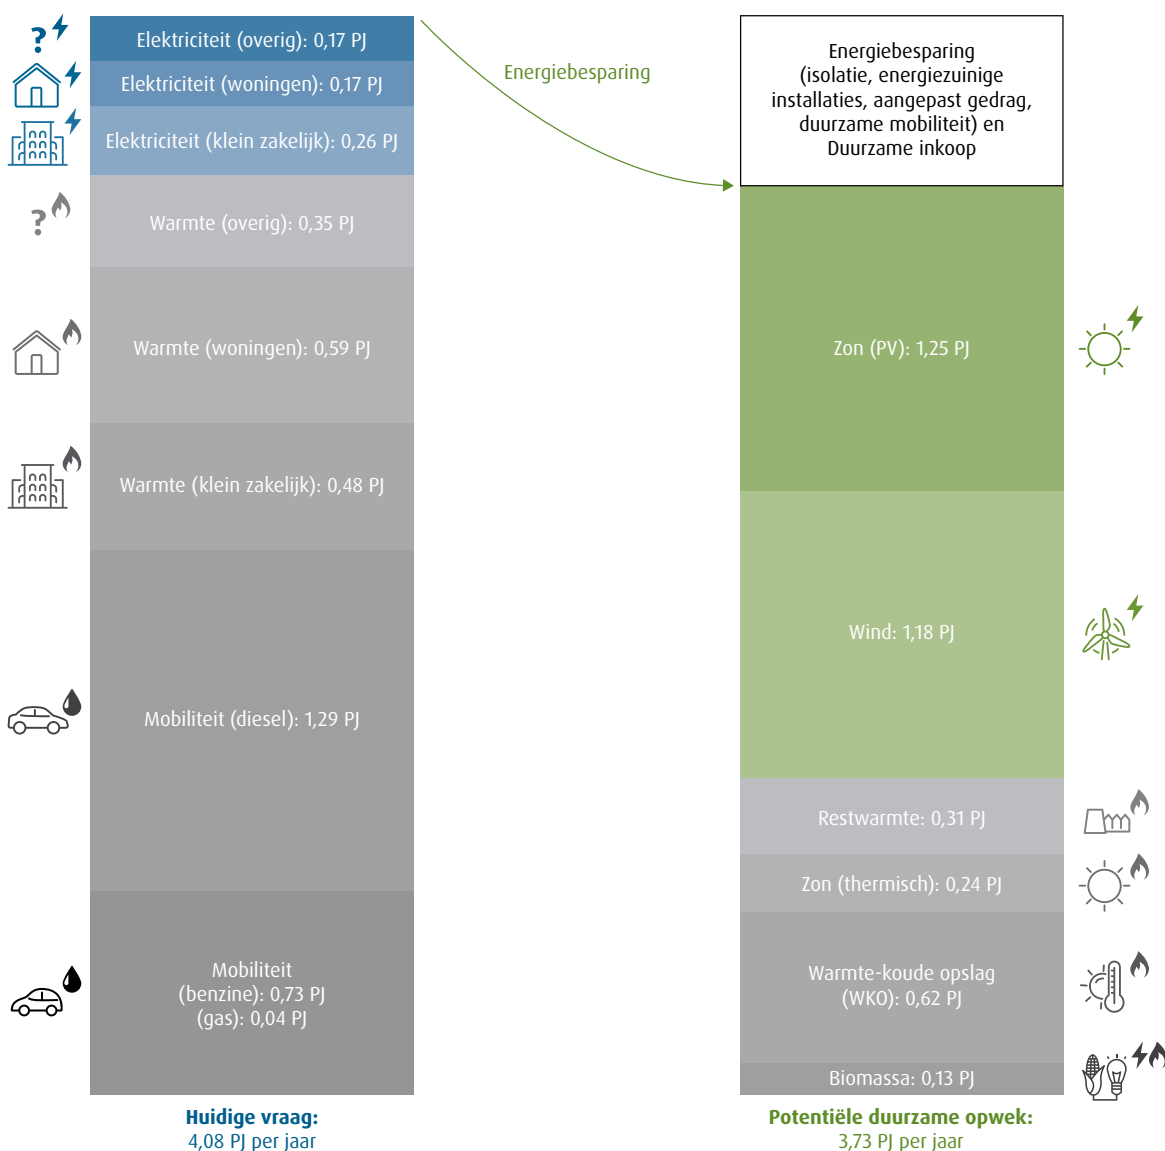 Elektriciteit (overig): 0,17 PJ
Elektriciteit (woningen): 0,17 PJ
Elektriciteit (klein zakelijk): 0,26 PJ
?
Warmte (overig): 0,35 PJ
?
Warmte (woningen): 0,59 PJ
Warmte (klein zakelijk): 0,48 PJ
Mobiliteit (diesel): 1,29 PJ
Mobiliteit
(benzine): 0,73 PJ
(gas): 0,04 PJ
Huidige vraag:
4,08 PJ per jaar
Energiebesparing
Energiebesparing
(isolatie, energiezuinige
installaties, aangepast gedrag,
duurzame mobiliteit) en
Duurzame inkoop
Zon (PV): 1,25 PJ
Wind: 1,18 PJ
Restwarmte: 0,31 PJ
Zon (thermisch): 0,24 PJ
Warmte-koude opslag
(WKO): 0,62 PJ
Biomassa: 0,13 PJ
Potentiële duurzame opwek:
3,73 PJ per jaar